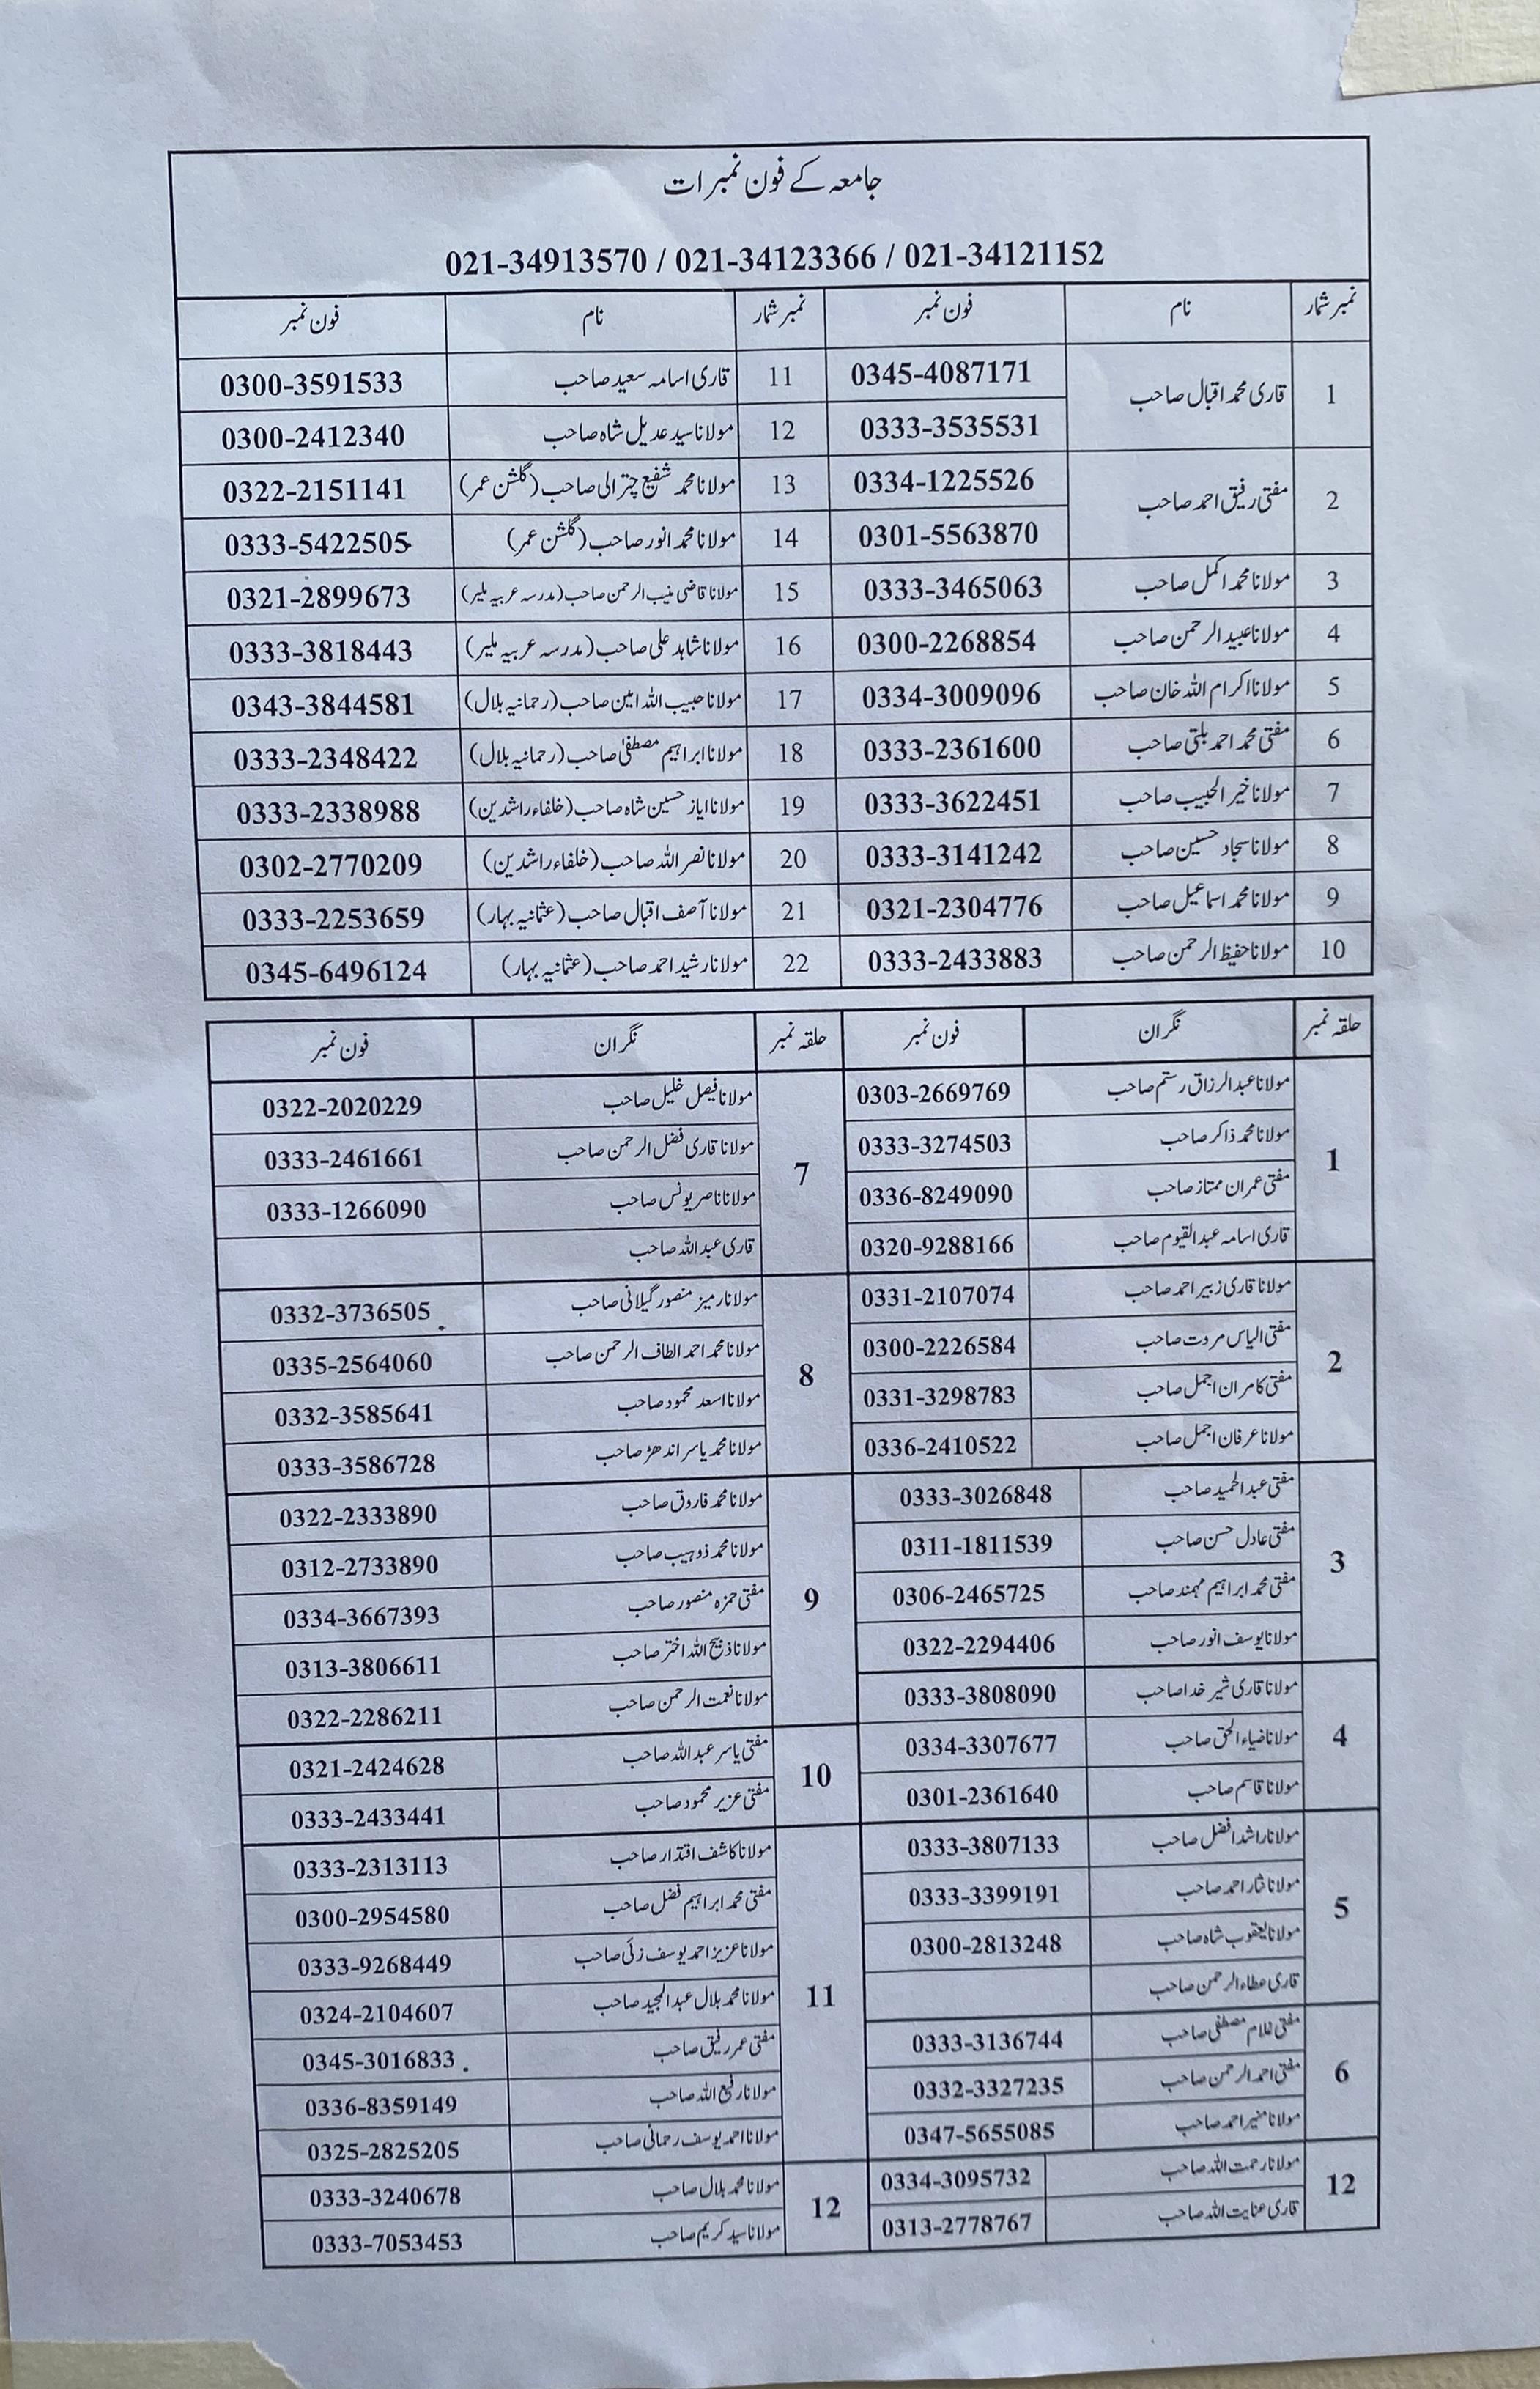 جامعہ کے فون نمبرات
021-34913570 / 021-34123366 / 021-34121152
نمبر شمار نام فون نمبر نمبر شمار نام فون نمبر
1 قاری محمد اقبال صاحب 0345-4087171 11 قاری اسامہ سعید صاحب 0300-3591533
0333-3535531 12 مولانا سید عدیل شاہ صاحب 0300-2412340
2 مفتی رفیق احمد صاحب 0334-1225526 13 مولانا محمد شفیع چترالی صاحب (گلشن عمر) 0322-2151141
0301-5563870 14 مولانا محمد انور صاحب (گلشن عمر) 0333-5422505
3 مولانا محمد اکمل صاحب 0333-3465063 15 مولانا قاضی منیب الرحمن صاحب (مدرسہ عربیہ ملیر) 0321-2899673
4 مولانا عبید الرحمن صاحب 0300-2268854 16 مولانا شاہد علی صاحب (مدرسہ عربیہ ملیر) 0333-3818443
5 مولانا اکرام اللہ خان صاحب 0334-3009096 17 مولانا حبیب اللہ امین صاحب (رحمانیہ بلال) 0343-3844581
6 مفتی محمد احمد بلتی صاحب 0333-2361600 18 مولانا ابراہیم مصطفیٰ صاحب (رحمانیہ بلال) 0333-2348422
7 مولانا خیر الحبیب صاحب 0333-3622451 19 مولانا ایاز حسین شاہ صاحب (خلفاء راشدین) 0333-2338988
8 مولانا سجاد حسین صاحب 0333-3141242 20 مولانا نصر اللہ صاحب (خلفاء راشدین) 0302-2770209
9 مولانا محمد اسماعیل صاحب 0321-2304776 21 مولانا آصف اقبال صاحب (عثمانیہ بہار) 0333-2253659
10 مولانا حفیظ الرحمن صاحب 0333-2433883 22 مولانا رشید احمد صاحب (عثمانیہ بہار) 0345-6496124
حلقہ نمبر نگران فون نمبر حلقہ نمبر نگران فون نمبر
1 مولانا عبد الرزاق رستم صاحب 0303-2669769 7 مولانا فیصل خلیل صاحب 0322-2020229
مولانا محمد ذاکر صاحب 0333-3274503 مولانا قاری فضل الرحمن صاحب 0333-2461661
مفتی عمران ممتاز صاحب 0336-8249090 مولانا ناصر یونس صاحب 0333-1266090
قاری اسامہ عبد القیوم صاحب 0320-9288166 قاری عبد اللہ صاحب
2 مولانا قاری زبیر احمد صاحب 0331-2107074 8 مولانا رمیز منصور گیلانی صاحب 0332-3736505
مفتی الیاس مروت صاحب 0300-2226584 مولانا محمد احمد الطاف الرحمن صاحب 0335-2564060
مفتی کامران اجمل صاحب 0331-3298783 مولانا اسعد محمود صاحب 0332-3585641
مولانا عرفان اجمل صاحب 0336-2410522 مولانا محمد یاسر اندھڑ صاحب 0333-3586728
3 مفتی عبد الحمید صاحب 0333-3026848 9 مولانا محمد فاروق صاحب 0322-2333890
مفتی عادل حسن صاحب 0311-1811539 مولانا محمد ذوہیب صاحب 0312-2733890
مفتی محمد ابراہیم مہمند صاحب 0306-2465725 مفتی حمزہ منصور صاحب 0334-3667393
مولانا یوسف انور صاحب 0322-2294406 مولانا ذبیح اللہ اختر صاحب 0313-3806611
4 مولانا قاری شیر خدا صاحب 0333-3808090 مولانا نعمت الرحمن صاحب 0322-2286211
مولانا ضیاء الحق صاحب 0334-3307677 10 مفتی یاسر عبد اللہ صاحب 0321-2424628
مولانا قاسم صاحب 0301-2361640 مفتی عزیر محمود صاحب 0333-2433441
5 مولانا راشد افضل صاحب 0333-3807133 11 مولانا کاشف اقتدار صاحب 0333-2313113
مولانا نثار احمد صاحب 0333-3399191 مفتی محمد ابراہیم فضل صاحب 0300-2954580
مولانا یعقوب شاہ صاحب 0300-2813248 مولانا عزیز احمد یوسف زئی صاحب 0333-9268449
قاری عطاء الرحمن صاحب مولانا محمد بلال عبد المجید صاحب 0324-2104607
6 مفتی غلام مصطفی صاحب 0333-3136744 مفتی عمر رفیق صاحب 0345-3016833
مفتی احمد الرحمن صاحب 0332-3327235 مولانا رفیع اللہ صاحب 0336-8359149
مولانا منیر احمد صاحب 0347-5655085 مولانا احمد یوسف رحمانی صاحب 0325-2825205
12 مولانا رحمت اللہ صاحب 0334-3095732 12 مولانا محمد بلال صاحب 0333-3240678
قاری عنایت اللہ صاحب 0313-2778767 مولانا سید کریم صاحب 0333-7053453